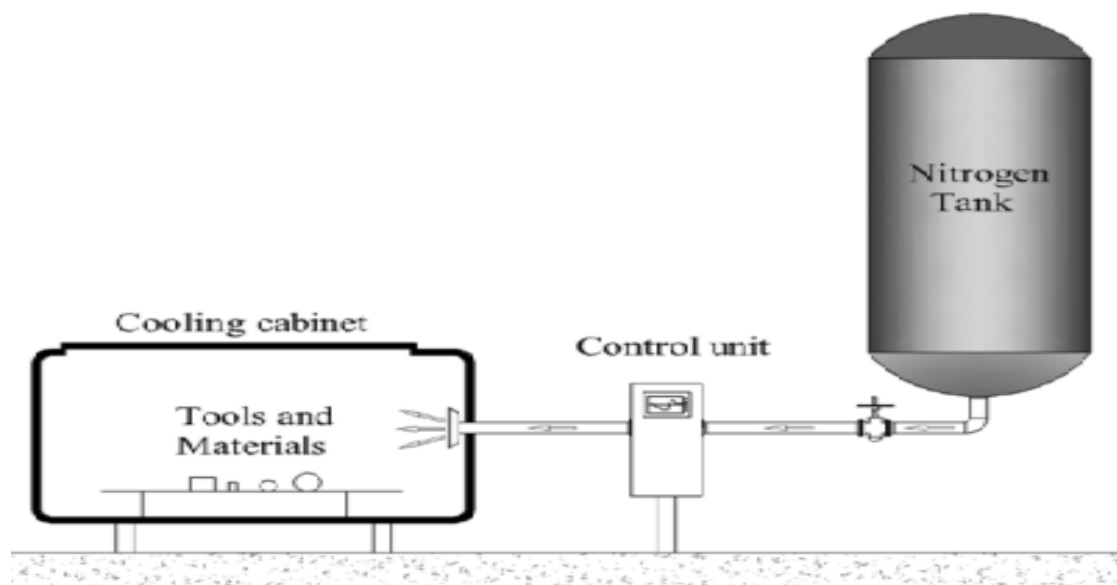 Nitrogen
Tank
Cooling cabinet
Control unit
Tools and
Materials